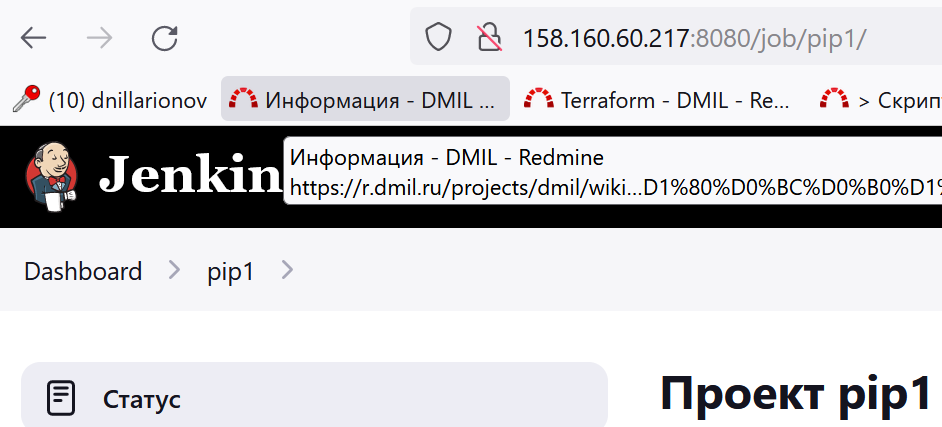 158.160.60.217:8080/job/pip1/
(10) dnillarionov
Информация - DMIL ...
Terraform - DMIL - Re...
> Скрип
Jenkin
Информация - DMIL - Redmine
https://r.dmil.ru/projects/dmil/wiki...D1%80%D0%BC%D0%B0%D1%
Dashboard
pip1
Статус
Проект pip1